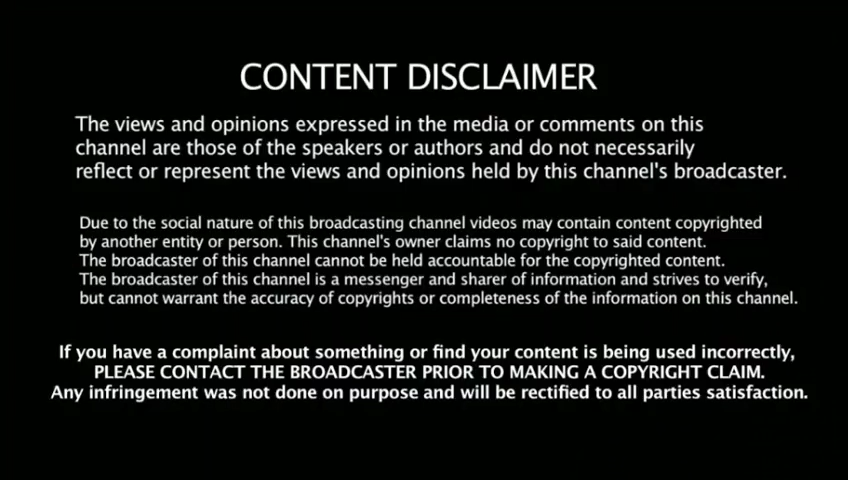 CONTENT DISCLAIMER
The views and opinions expressed in the media or comments on this
channel are those of the speakers or authors and do not necessarily
reflect or represent the views and opinions held by this channel's broadcaster.
Due to the social nature of this broadcasting channel videos may contain content copyrighted
by another entity or person. This channel's owner claims no copyright to said content.
The broadcaster of this channel cannot be held accountable for the copyrighted content.
The broadcaster of this channel is a messenger and sharer of information and strives to verify,
but cannot warrant the accuracy of copyrights or completeness of the information on this channel.
If you have a complaint about something or find your content is being used incorrectly,
PLEASE CONTACT THE BROADCASTER PRIOR TO MAKING A COPYRIGHT CLAIM.
Any infringement was not done on purpose and will be rectified to all parties satisfaction.